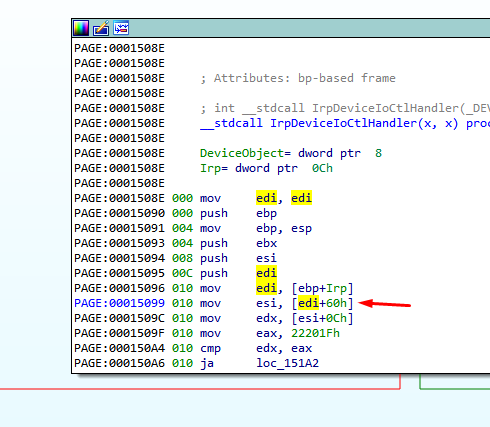 PAGE:0001508E
PAGE:0001508E
PAGE:0001508E ; Attributes: bp-based frame
PAGE:0001508E
PAGE:0001508E ; int __stdcall IrpDeviceIoCtlHandler(_DEV
PAGE:0001508E __stdcall IrpDeviceIoCtlHandler(x, x) proc
PAGE:0001508E
PAGE:0001508E DeviceObject= dword ptr 8
PAGE:0001508E Irp= dword ptr 0Ch
PAGE:0001508E
PAGE:0001508E 000 mov edi, edi
PAGE:00015090 000 push ebp
PAGE:00015091 004 mov ebp, esp
PAGE:00015093 004 push ebx
PAGE:00015094 008 push esi
PAGE:00015095 00C push edi
PAGE:00015096 010 mov edi, [ebp+Irp]
PAGE:00015099 010 mov esi, [edi+60h]
PAGE:0001509C 010 mov edx, [esi+0Ch]
PAGE:0001509F 010 mov eax, 22201Fh
PAGE:000150A4 010 cmp edx, eax
PAGE:000150A6 010 ja loc_151A2